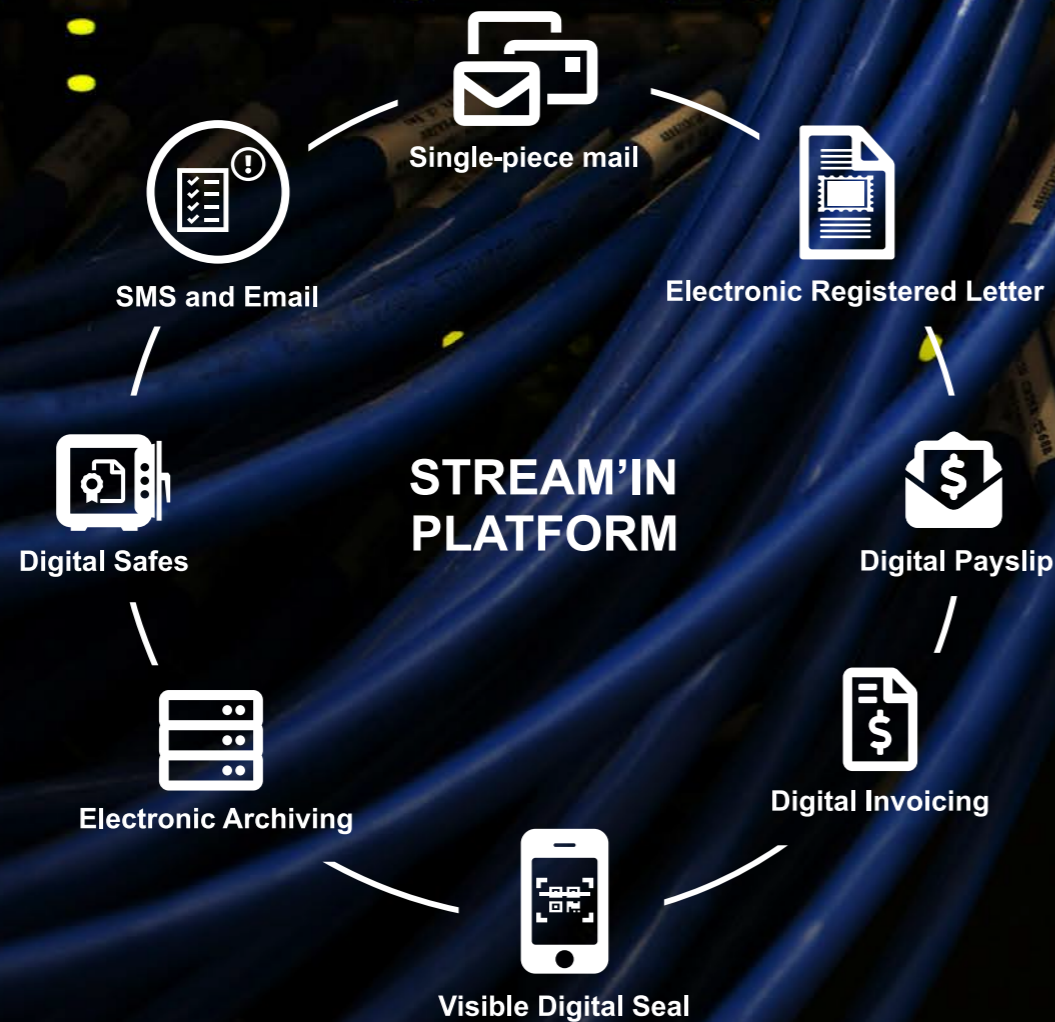 Single-piece mail
SMS and Email
Electronic Registered Letter
STREAM’IN
PLATFORM
Digital Safes
Digital Payslip
Electronic Archiving
Digital Invoicing
Visible Digital Seal